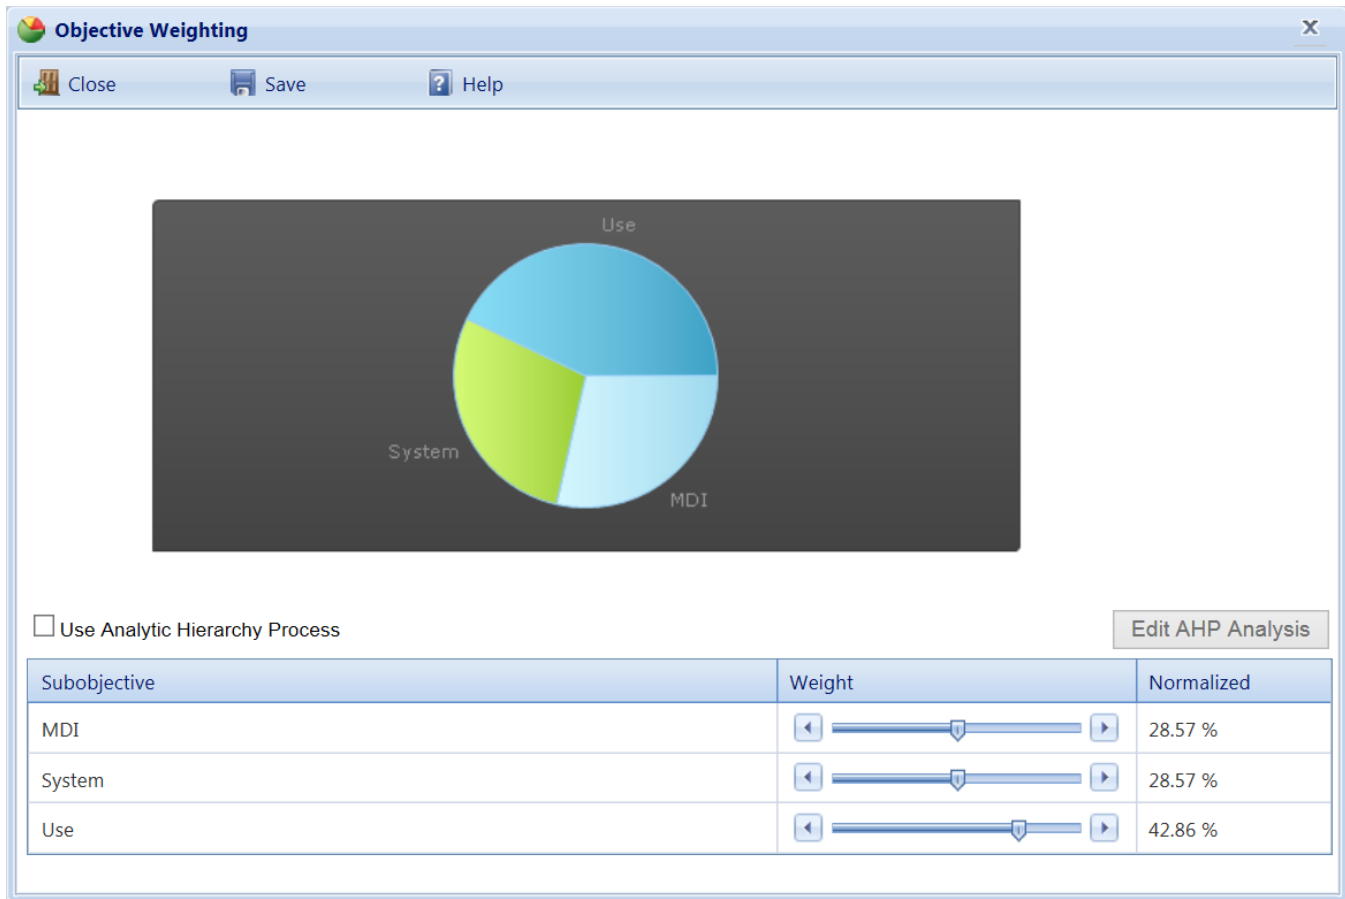 Objective Weighting
x
Close Save Help
Use
System
MDI
Use Analytic Hierarchy Process Edit AHP Analysis
Subobjective Weight Normalized
MDI 28.57 %
System 28.57 %
Use 42.86 %